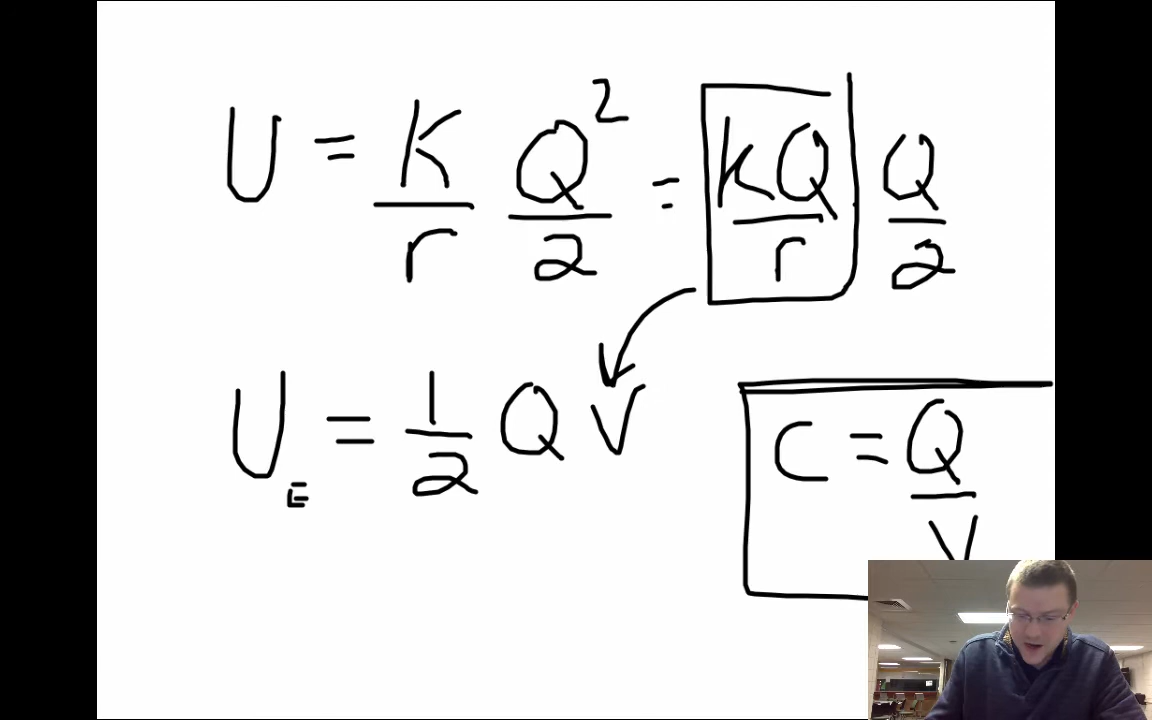 U = K/r Q²/2 = kQ/r Q/2
U_E = 1/2 Q V
C = Q/V